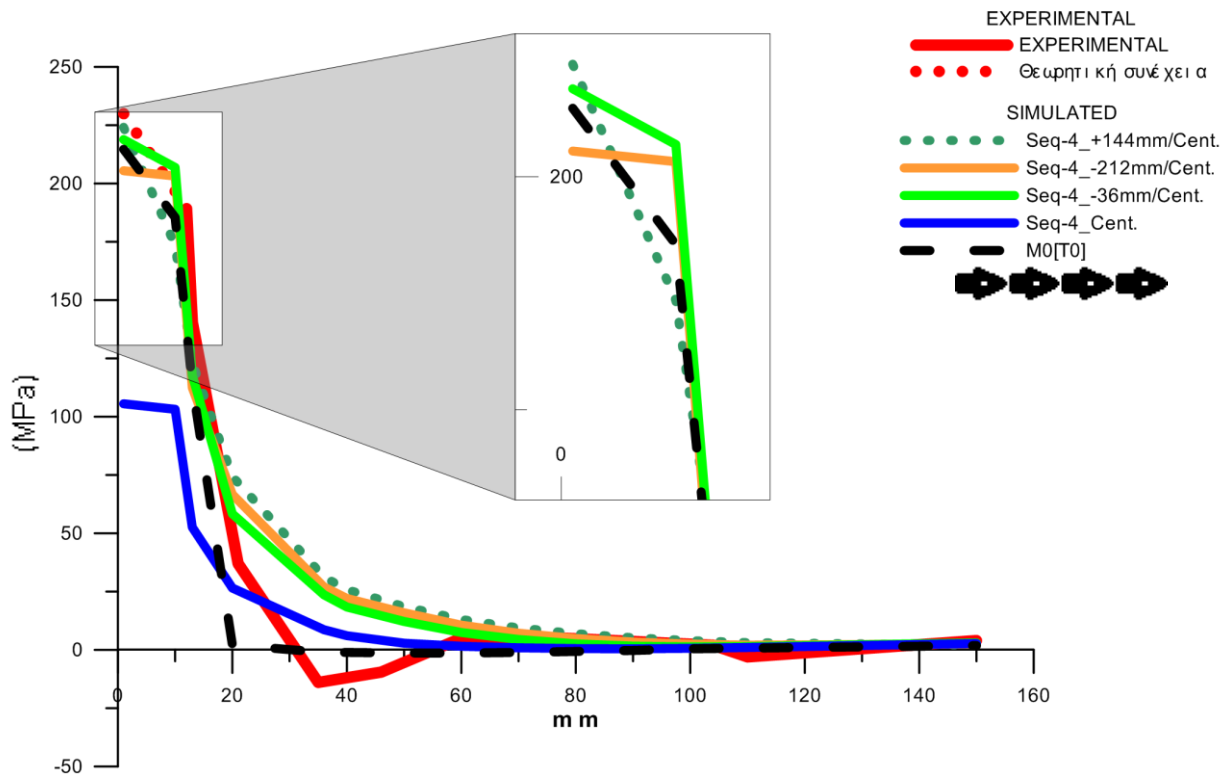 EXPERIMENTAL
EXPERIMENTAL
Θεωρητική συνέχεια
SIMULATED
Seq-4_+144mm/Cent.
Seq-4_-212mm/Cent.
Seq-4_-36mm/Cent.
Seq-4_Cent.
M0[T0]
250
200
150
100
50
0
-50
(MPa)
200
0
0 20 40 60 80 100 120 140 160
mm